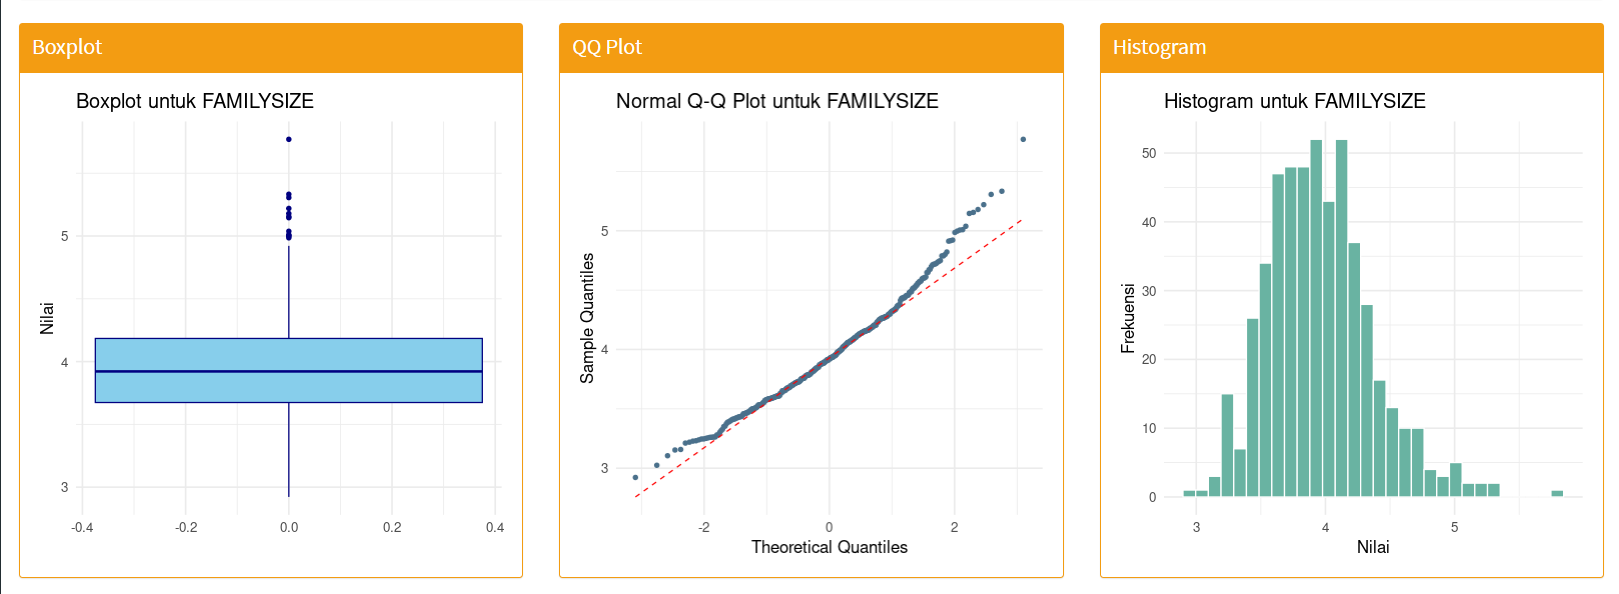 Boxplot
Boxplot untuk FAMILYSIZE
Nilai
5
4
3
-0.4 -0.2 0.0 0.2 0.4
QQ Plot
Normal Q-Q Plot untuk FAMILYSIZE
Sample Quantiles
5
4
3
-2 0 2
Theoretical Quantiles
Histogram
Histogram untuk FAMILYSIZE
Frekuensi
50
40
30
20
10
0
3 4 5
Nilai